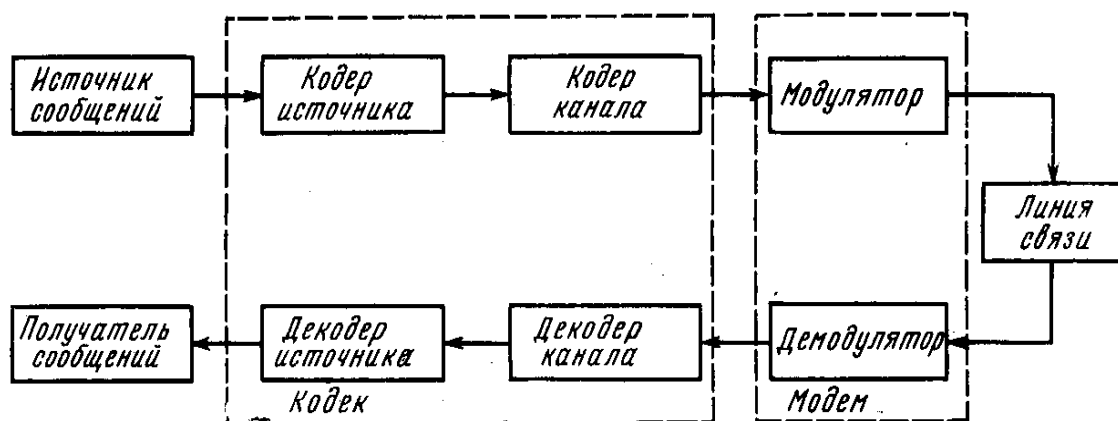 Источник
сообщений
Кодер
источника
Кодер
канала
Модулятор
Линия
связи
Получатель
сообщений
Декодер
источника
Декодер
канала
Демодулятор
Кодек
Модем